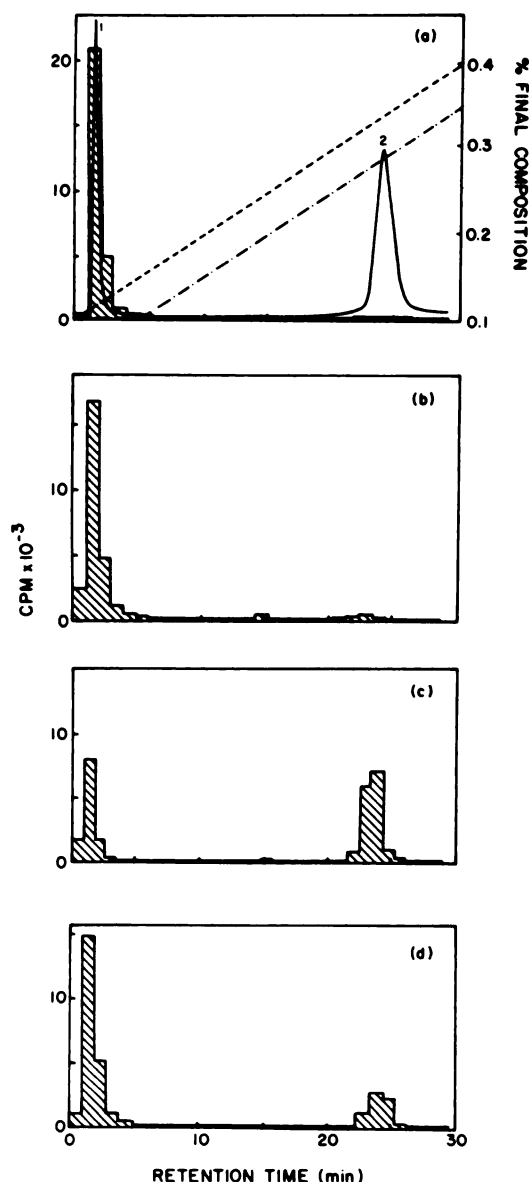 (a)
1
2
20
10
0
0.4
0.3
0.2
0.1
% FINAL COMPOSITION
(b)
10
0
CPM x 10⁻³
(c)
10
0
(d)
10
0
0 10 20 30
RETENTION TIME (min)